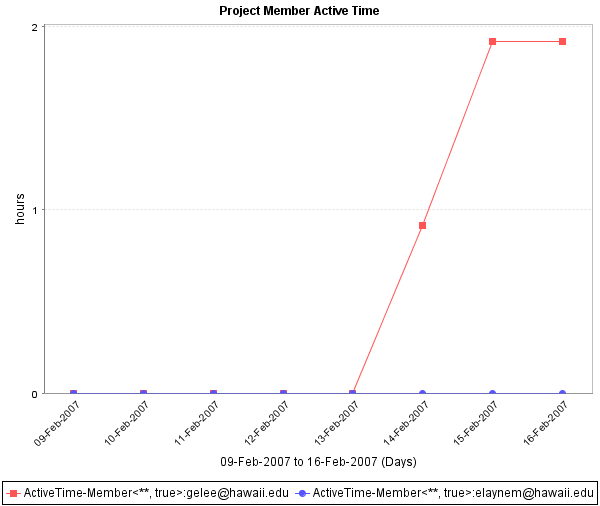 Project Member Active Time
2
1
0
hours
09-Feb-2007
10-Feb-2007
11-Feb-2007
12-Feb-2007
13-Feb-2007
14-Feb-2007
15-Feb-2007
16-Feb-2007
09-Feb-2007 to 16-Feb-2007 (Days)
ActiveTime-Member<**, true>:gelee@hawaii.edu ActiveTime-Member<**, true>:elaynem@hawaii.edu